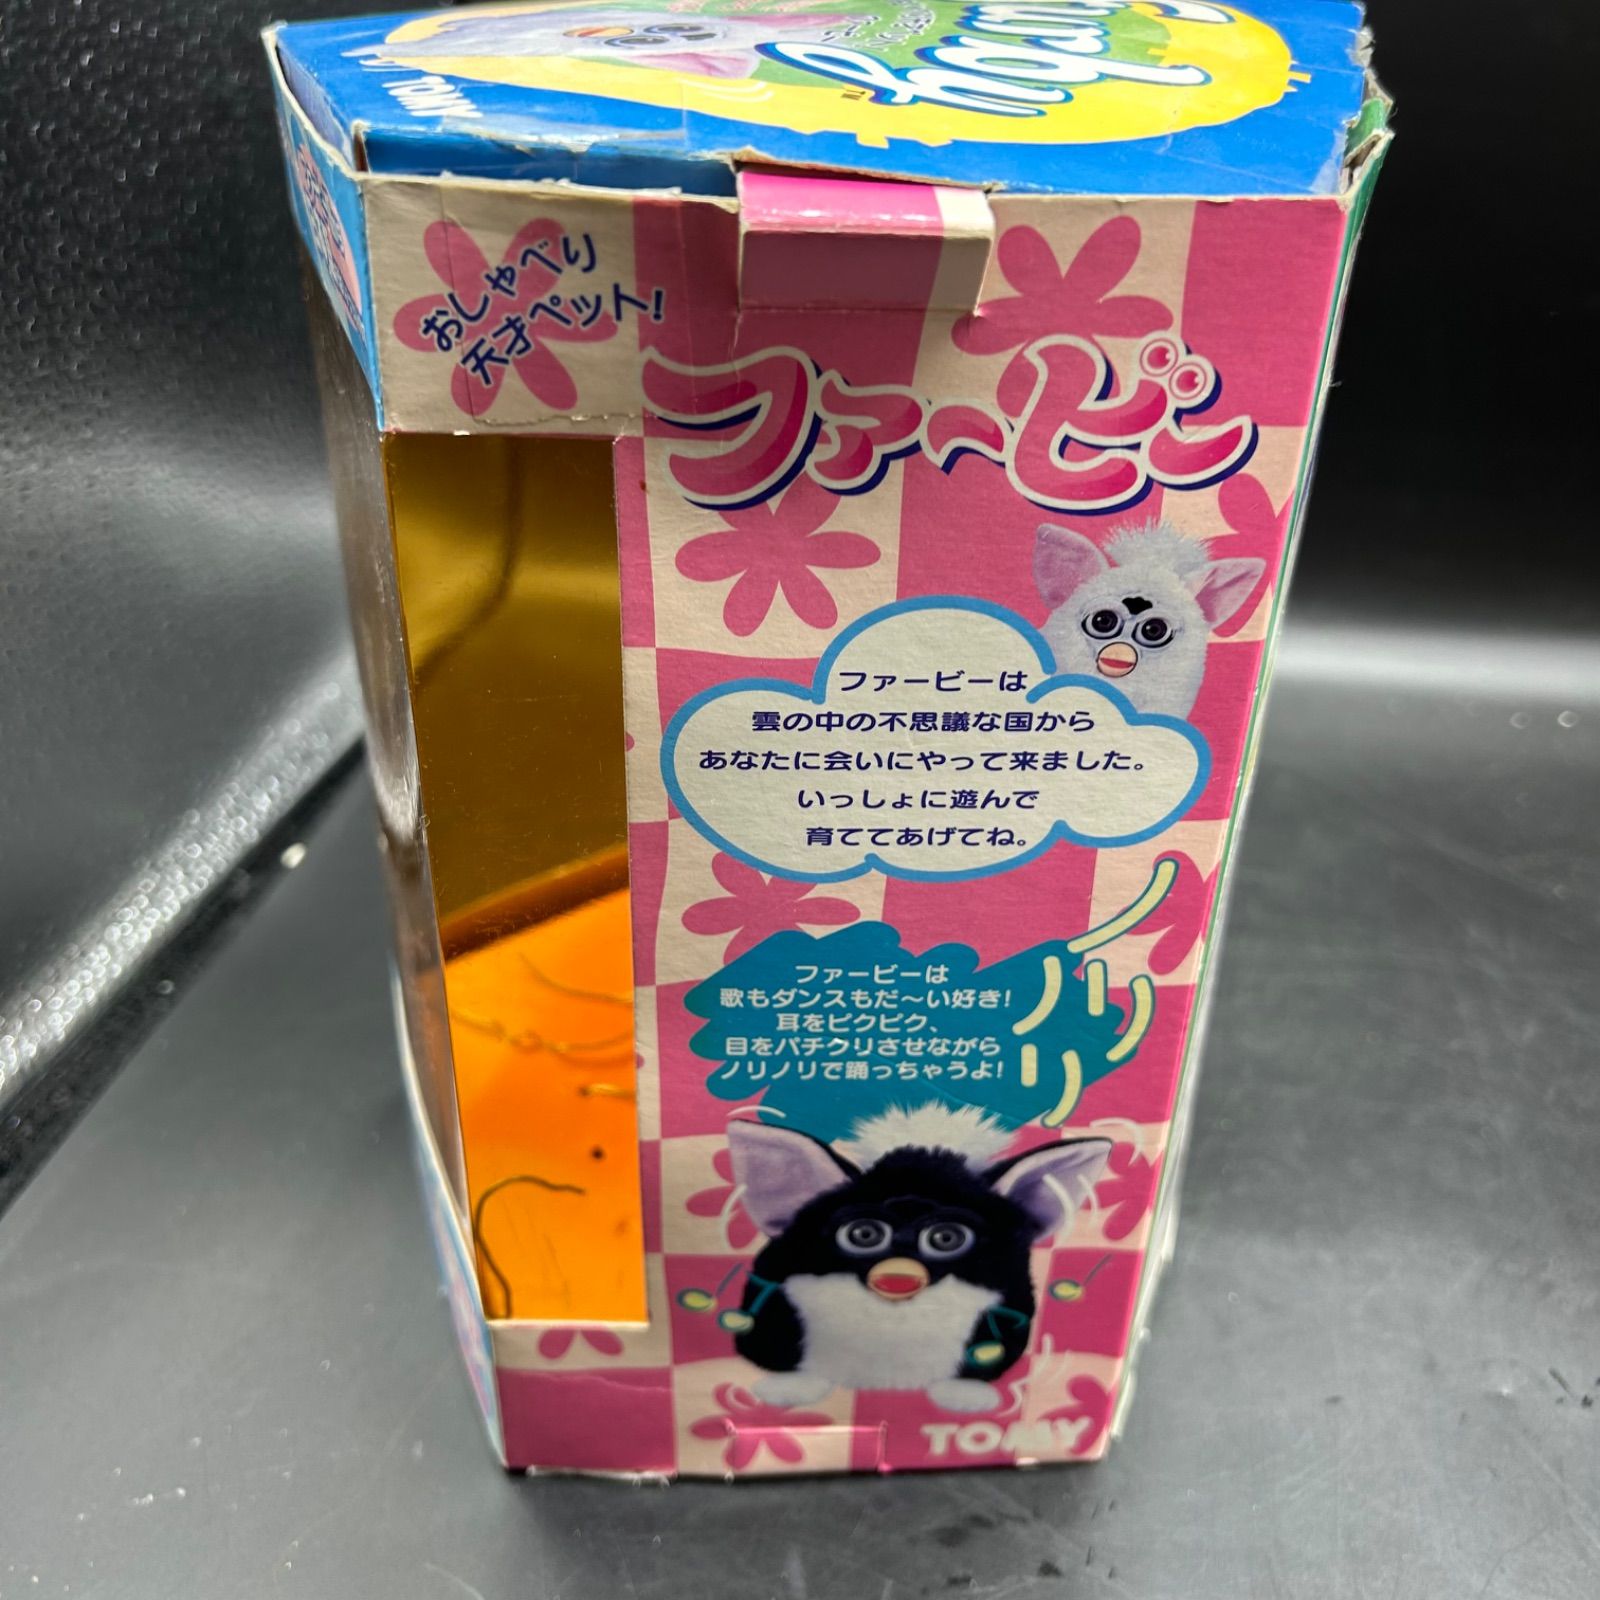 Furby
TM
TOMY
おしゃべり
天才ペット!
ファービー
ファービーは
雲の中の不思議な国から
あなたに会いにやって来ました。
いっしょに遊んで
育ててあげてね。
ファービーは
歌もダンスもだ〜い好き!
耳をピクピク、
目をパチクリさせながら
ノリノリで踊っちゃうよ!
ノリノリ
TOMY